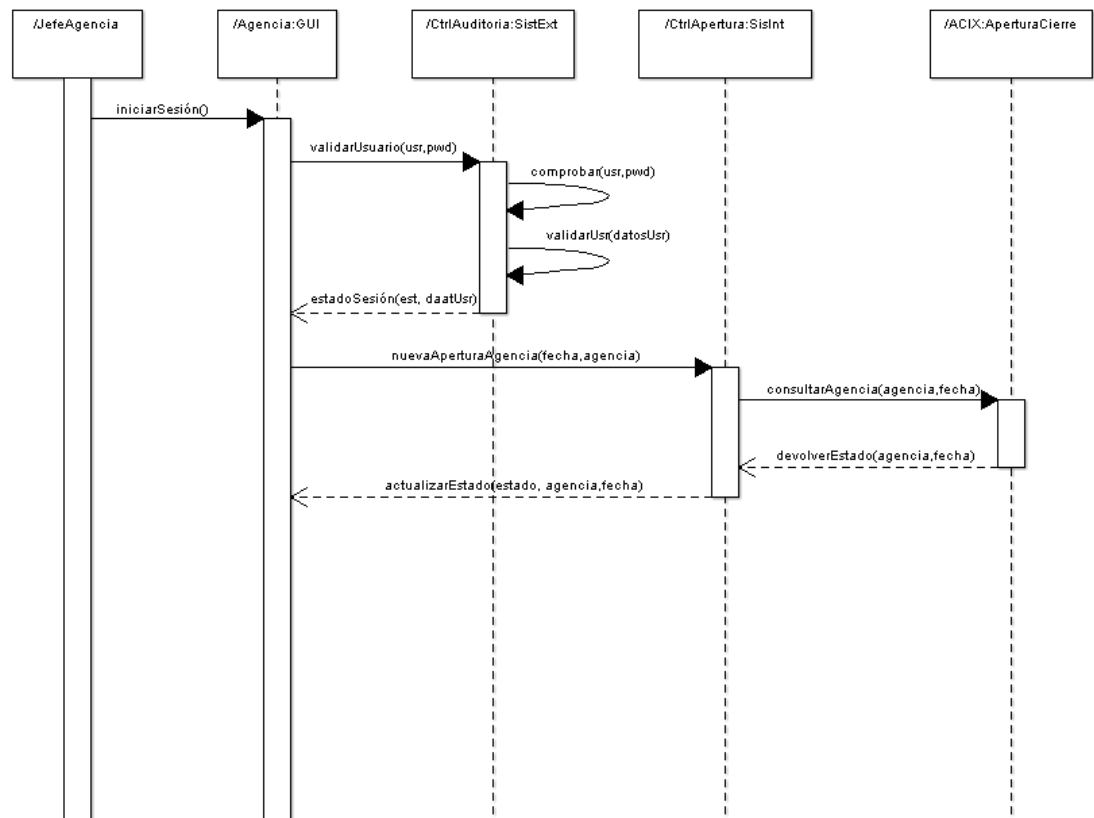 /JefeAgencia
/Agencia:GUI
/CtrlAuditoria:SistExt
/CtrlApertura:SisInt
/ACIX:AperturaCierre
iniciarSesión()
validarUsuario(usr,pwd)
comprobar(usr,pwd)
validarUsr(datosUsr)
estadoSesión(est, daatUsr)
nuevaAperturaAgencia(fecha,agencia)
consultarAgencia(agencia,fecha)
devolverEstado(agencia,fecha)
actualizarEstado(estado, agencia,fecha)